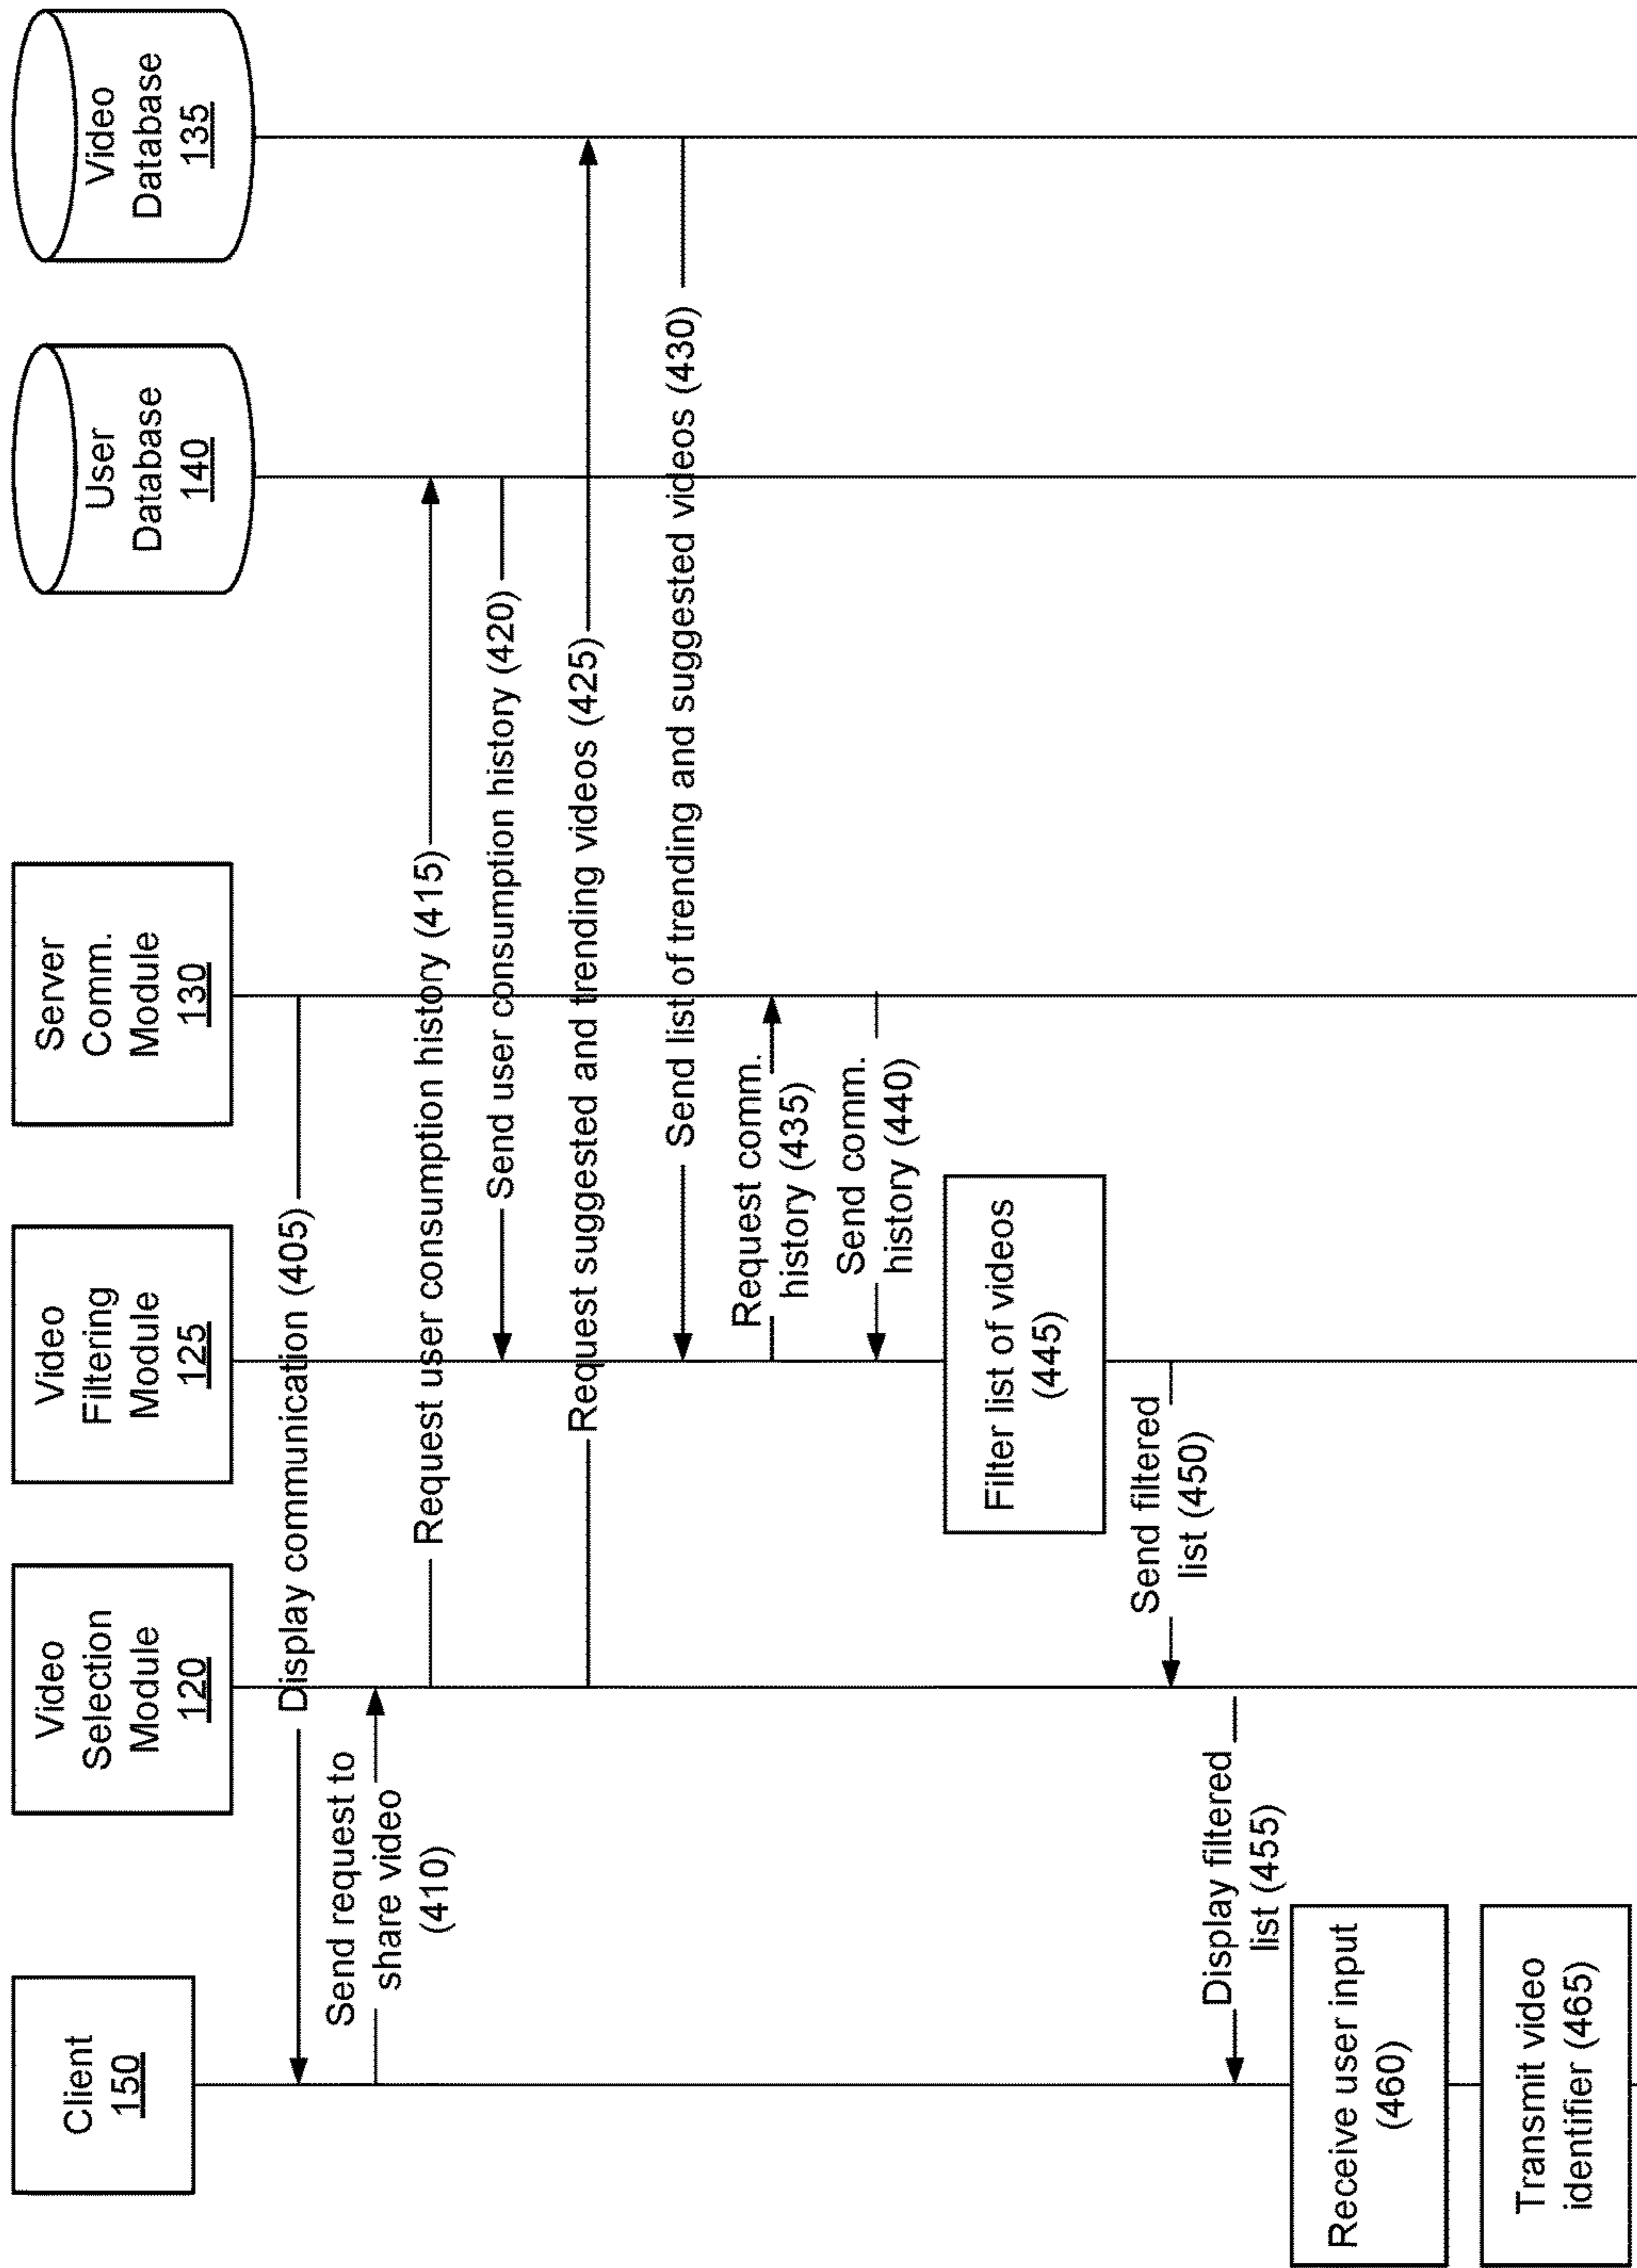 Client
150
Video
Selection
Module
120
Video
Filtering
Module
125
Server
Comm.
Module
130
User
Database
140
Video
Database
135
Display communication (405)
Send request to
share video
(410)
Request user consumption history (415)
Send user consumption history (420)
Request suggested and trending videos (425)
Send list of trending and suggested videos (430)
Request comm.
history (435)
Send comm.
history (440)
Filter list of videos
(445)
Send filtered
list (450)
Display filtered
list (455)
Receive user input
(460)
Transmit video
identifier (465)